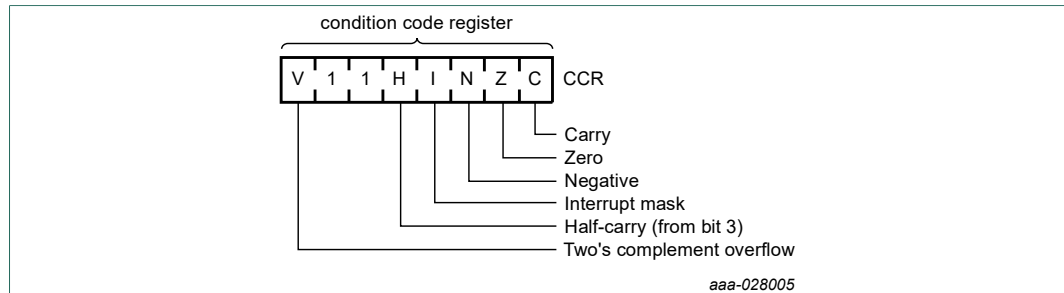 condition code register
V 1 1 H I N Z C CCR
Carry
Zero
Negative
Interrupt mask
Half-carry (from bit 3)
Two's complement overflow
aaa-028005